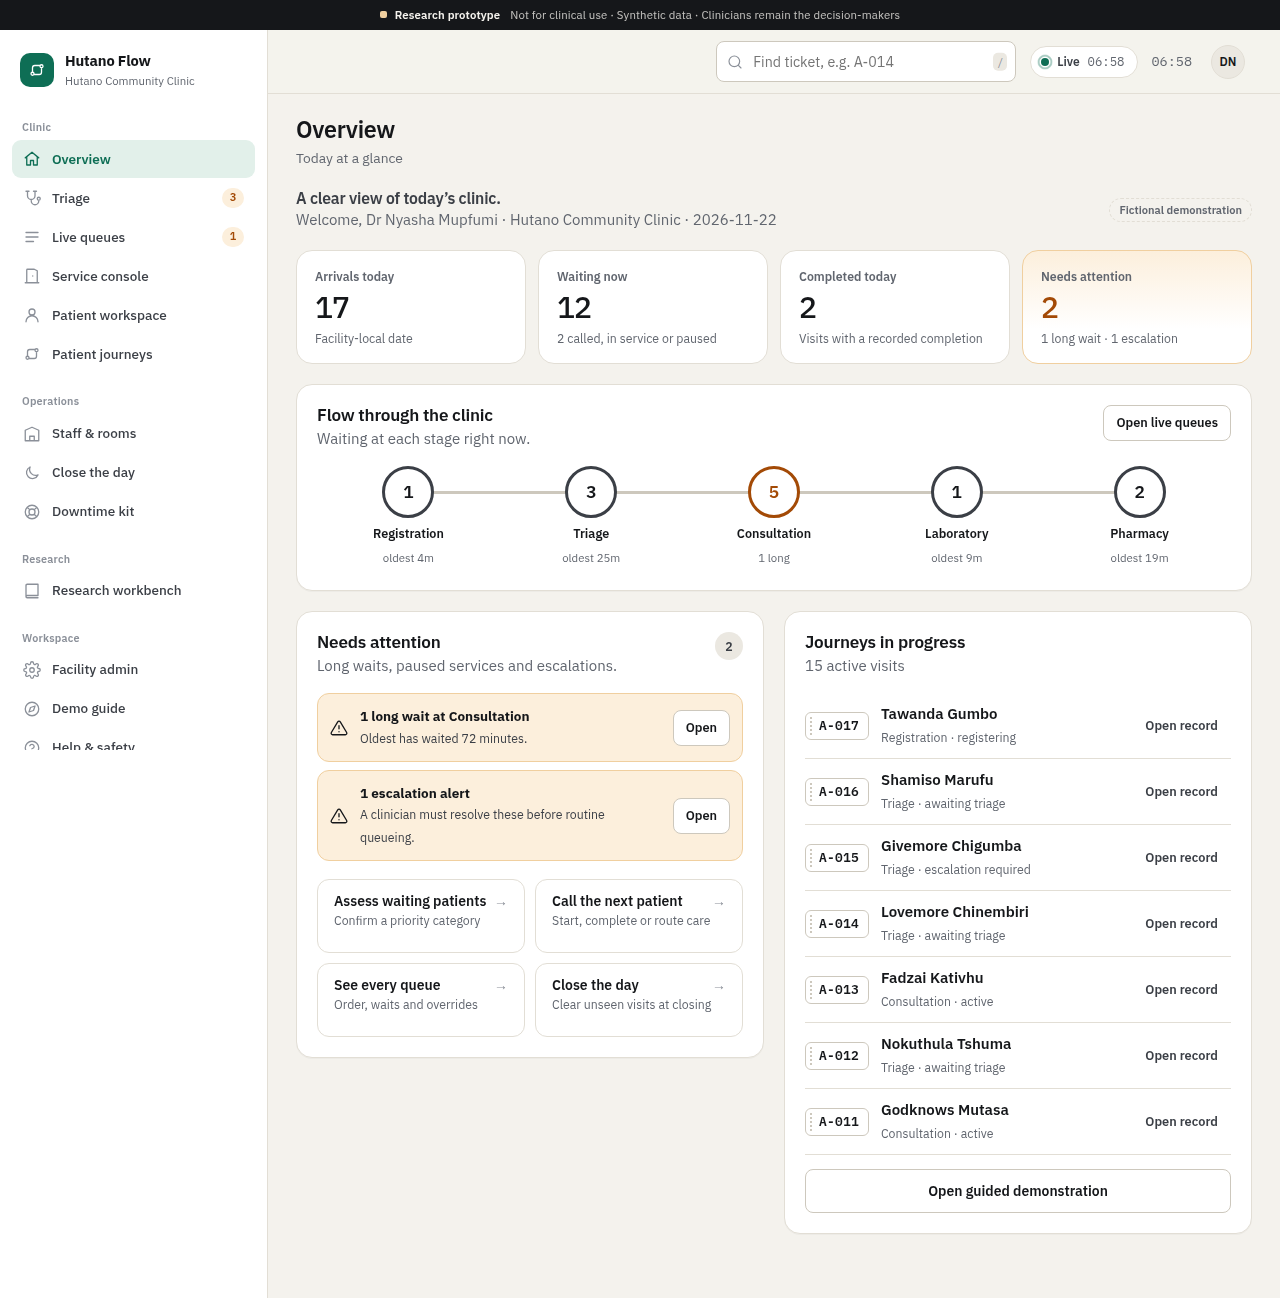 Research prototype Not for clinical use · Synthetic data · Clinicians remain the decision-makers
Hutano Flow
Hutano Community Clinic
Find ticket, e.g. A-014
/
Live 06:58
06:58
DN
Clinic
Overview
Triage 3
Live queues 1
Service console
Patient workspace
Patient journeys
Operations
Staff & rooms
Close the day
Downtime kit
Research
Research workbench
Workspace
Facility admin
Demo guide
Help & safety
Overview
Today at a glance
A clear view of today’s clinic.
Welcome, Dr Nyasha Mupfumi · Hutano Community Clinic · 2026-11-22
Fictional demonstration
Arrivals today
17
Facility-local date
Waiting now
12
2 called, in service or paused
Completed today
2
Visits with a recorded completion
Needs attention
2
1 long wait · 1 escalation
Flow through the clinic
Waiting at each stage right now.
Open live queues
1
Registration
oldest 4m
3
Triage
oldest 25m
5
Consultation
1 long
1
Laboratory
oldest 9m
2
Pharmacy
oldest 19m
Needs attention
Long waits, paused services and escalations.
2
1 long wait at Consultation
Oldest has waited 72 minutes.
Open
1 escalation alert
A clinician must resolve these before routine
queueing.
Open
Assess waiting patients →
Confirm a priority category
Call the next patient →
Start, complete or route care
See every queue →
Order, waits and overrides
Close the day →
Clear unseen visits at closing
Journeys in progress
15 active visits
A-017
Tawanda Gumbo
Registration · registering
Open record
A-016
Shamiso Marufu
Triage · awaiting triage
Open record
A-015
Givemore Chigumba
Triage · escalation required
Open record
A-014
Lovemore Chinembiri
Triage · awaiting triage
Open record
A-013
Fadzai Kativhu
Consultation · active
Open record
A-012
Nokuthula Tshuma
Triage · awaiting triage
Open record
A-011
Godknows Mutasa
Consultation · active
Open record
Open guided demonstration